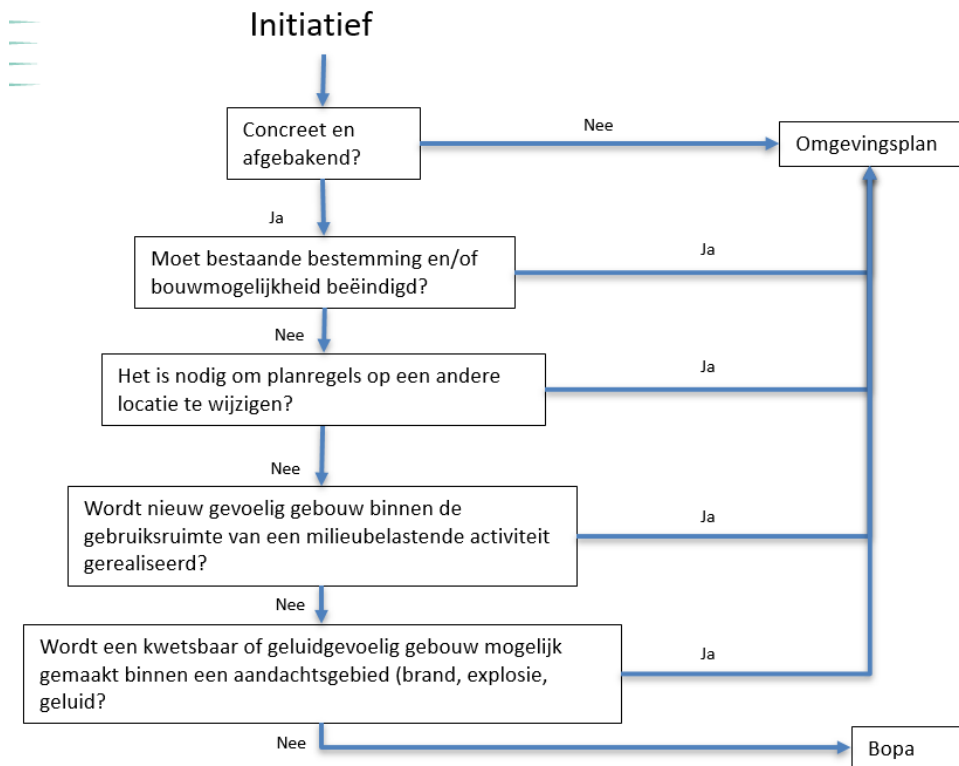 Initiatief
Concreet en
afgebakend?
Nee
Omgevingsplan
Ja
Moet bestaande bestemming en/of
bouwmogelijkheid beëindigd?
Ja
Nee
Het is nodig om planregels op een andere
locatie te wijzigen?
Ja
Nee
Wordt nieuw gevoelig gebouw binnen de
gebruiksruimte van een milieubelastende activiteit
gerealiseerd?
Ja
Nee
Wordt een kwetsbaar of geluidgevoelig gebouw mogelijk
gemaakt binnen een aandachtsgebied (brand, explosie,
geluid?
Ja
Nee
Bopa